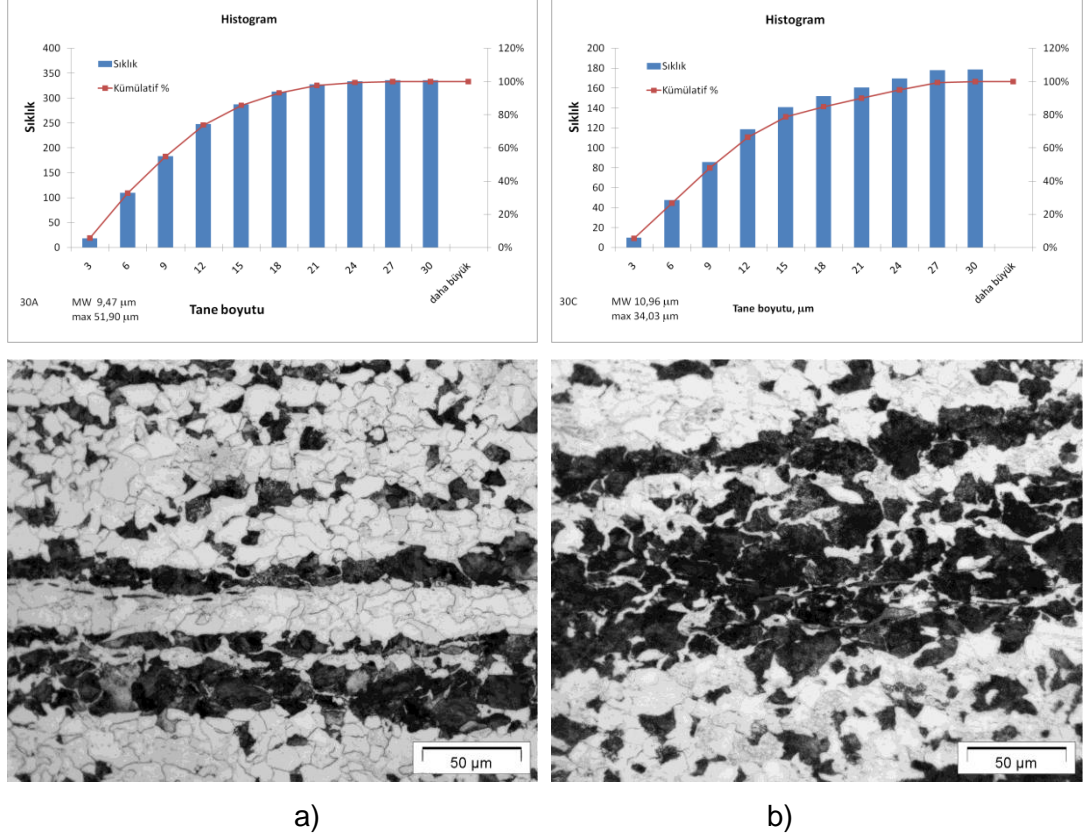 Histogram
400
350
300
250
200
150
100
50
0
Sıklık
Sıklık
Kümülatif %
120%
100%
80%
60%
40%
20%
0%
3 6 9 12 15 18 21 24 27 30 daha büyük
30A MW 9,47 µm
max 51,90 µm
Tane boyutu
Histogram
200
180
160
140
120
100
80
60
40
20
0
Sıklık
Sıklık
Kümülatif %
120%
100%
80%
60%
40%
20%
0%
3 6 9 12 15 18 21 24 27 30 daha büyük
30C MW 10,96 µm
max 34,03 µm
Tane boyutu, µm
50 µm
50 µm
a)
b)